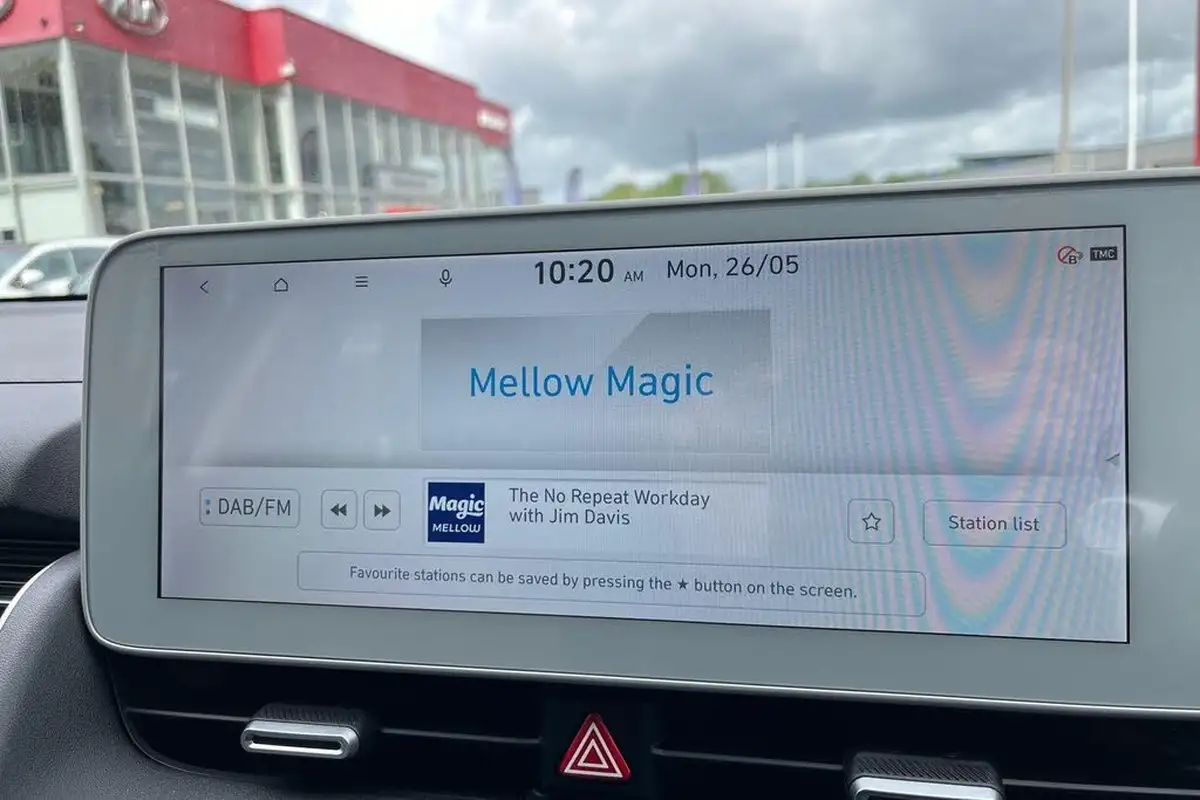 10:20 AM Mon, 26/05
TMC
Mellow Magic
DAB/FM
Magic
MELLOW
The No Repeat Workday
with Jim Davis
Station list
Favourite stations can be saved by pressing the ★ button on the screen.